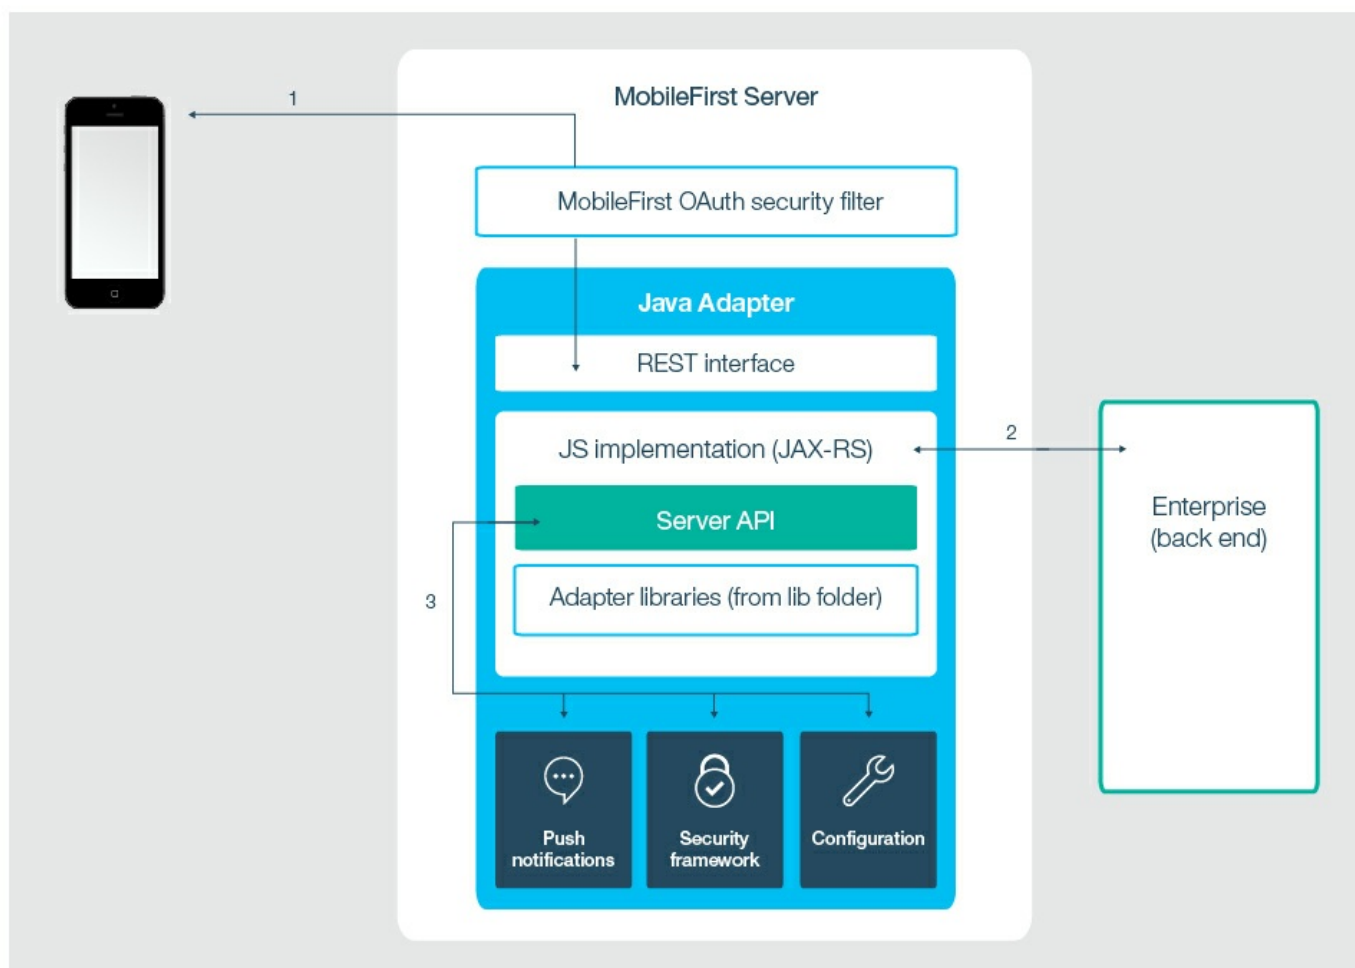 1
MobileFirst Server
MobileFirst OAuth security filter
Java Adapter
REST interface
JS implementation (JAX-RS)
2
Server API
Enterprise
(back end)
Adapter libraries (from lib folder)
3
Push
notifications
Security
framework
Configuration